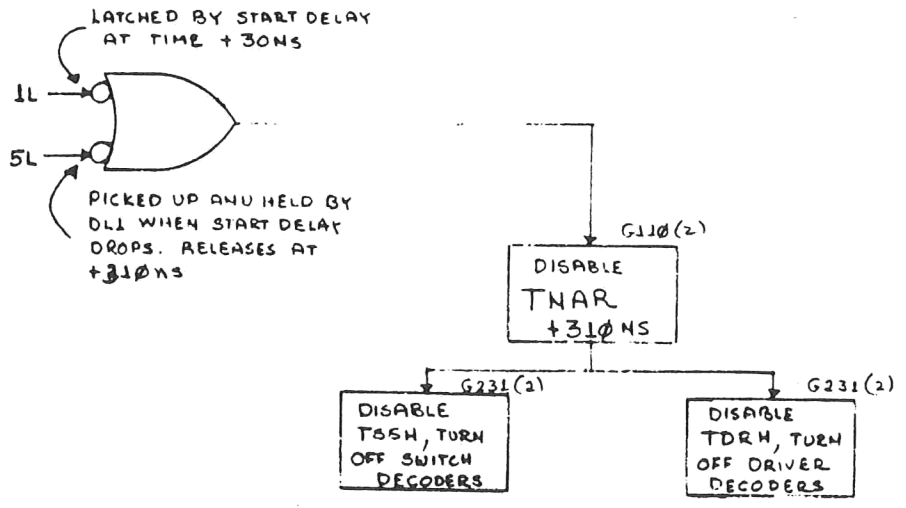 LATCHED BY START DELAY
AT TIME +30NS
1L
5L
PICKED UP AND HELD BY
DL1 WHEN START DELAY
DROPS. RELEASES AT
+310NS
G110(2)
DISABLE
TNAR
+310NS
G231(2)
DISABLE
TSSH, TURN
OFF SWITCH
DECODERS
G231(2)
DISABLE
TDRH, TURN
OFF DRIVER
DECODERS